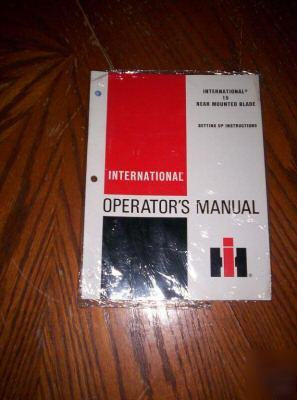 INTERNATIONAL®
15
REAR MOUNTED BLADE
SETTING UP INSTRUCTIONS
INTERNATIONAL®
OPERATOR'S MANUAL
IH®